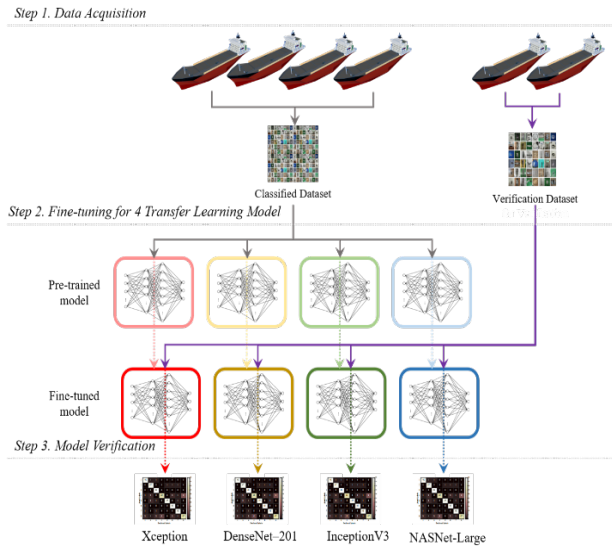 Step 1. Data Acquisition
Classified Dataset
Verification Dataset
Step 2. Fine-tuning for 4 Transfer Learning Model
Pre-trained
model
Fine-tuned
model
Step 3. Model Verification
Xception
DenseNet–201
InceptionV3
NASNet-Large